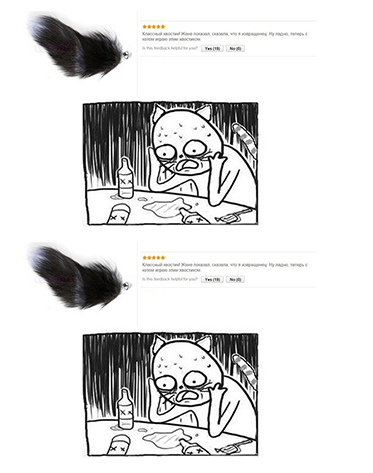 Классный хвостик! Жене показал, сказала, что я извращенец. Ну ладно, теперь с
котом играю этим хвостиком.
Is this feedback helpful for you? Yes (19) No (0)
X X
X X
X X
Классный хвостик! Жене показал, сказала, что я извращенец. Ну ладно, теперь с
котом играю этим хвостиком.
Is this feedback helpful for you? Yes (19) No (0)
X X
X X
X X